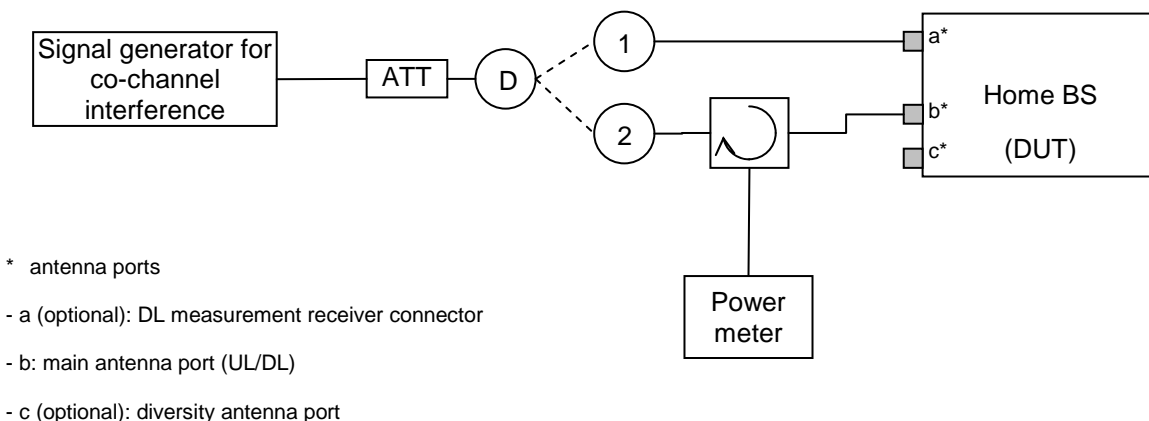 Signal generator for
co-channel
interference
ATT
D
1
2
a*
b*
c*
Home BS
(DUT)
Power
meter
* antenna ports
- a (optional): DL measurement receiver connector
- b: main antenna port (UL/DL)
- c (optional): diversity antenna port